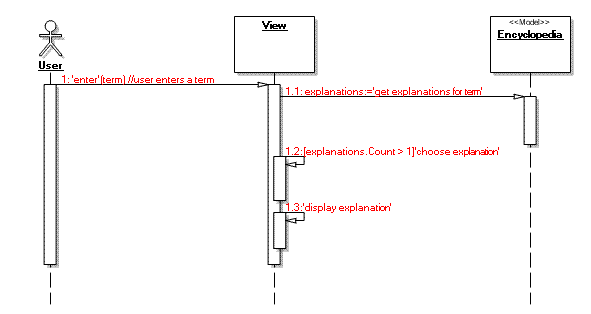 View
<<Model>>
Encyclopedia
User
1: 'enter'(term) //user enters a term
1.1: explanations:='get explanations for term'
1.2:[explanations.Count > 1]'choose explanation'
1.3:'display explanation'